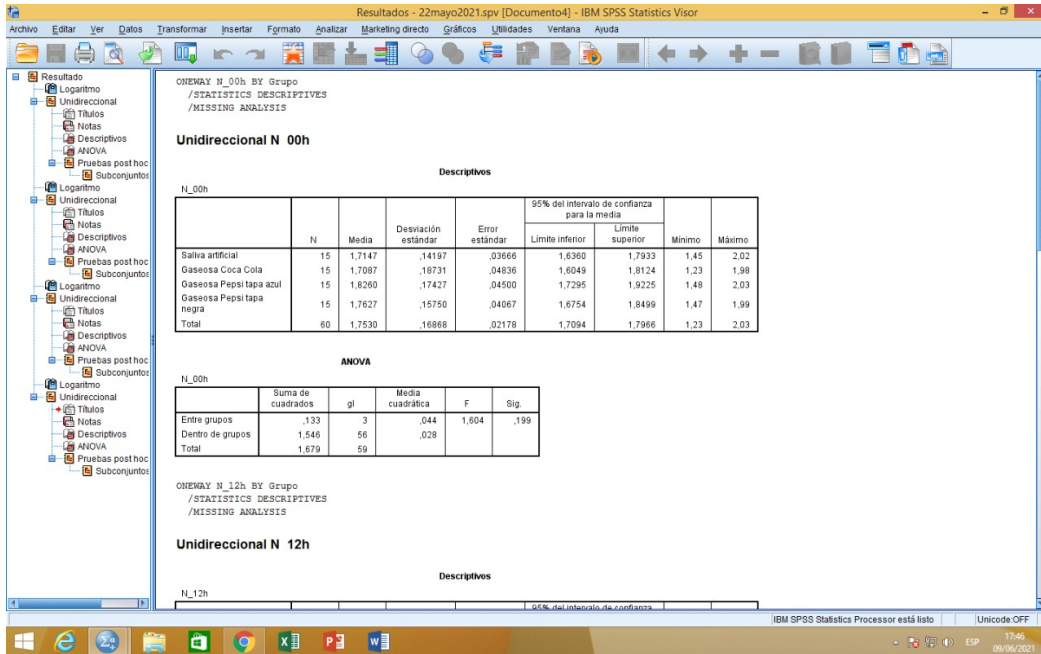 Resultados - 22mayo2021.spv [Documento4] - IBM SPSS Statistics Visor
Archivo Editar Ver Datos Transformar Insertar Formato Analizar Marketing directo Gráficos Utilidades Ventana Ayuda
Resultado
Logaritmo
Unidireccional
Títulos
Notas
Descriptivos
ANOVA
Pruebas post hoc
Subconjuntos
Logaritmo
Unidireccional
Títulos
Notas
Descriptivos
ANOVA
Pruebas post hoc
Subconjuntos
Logaritmo
Unidireccional
Títulos
Notas
Descriptivos
ANOVA
Pruebas post hoc
Subconjuntos
Logaritmo
Unidireccional
Títulos
Notas
Descriptivos
ANOVA
Pruebas post hoc
Subconjuntos
ONEWAY N_00h BY Grupo
/STATISTICS DESCRIPTIVES
/MISSING ANALYSIS
Unidireccional N 00h
Descriptivos
N_00h
95% del intervalo de confianza
para la media
N Media Desviación estándar Error estándar Límite inferior Límite superior Mínimo Máximo
Saliva artificial 15 1,7147 ,14197 ,03666 1,6360 1,7933 1,45 2,02
Gaseosa Coca Cola 15 1,7087 ,18731 ,04836 1,6049 1,8124 1,23 1,98
Gaseosa Pepsi tapa azul 15 1,8260 ,17427 ,04500 1,7295 1,9225 1,48 2,03
Gaseosa Pepsi tapa
negra 15 1,7627 ,15750 ,04067 1,6754 1,8499 1,47 1,99
Total 60 1,7530 ,16868 ,02178 1,7094 1,7966 1,23 2,03
ANOVA
N_00h
Suma de cuadrados gl Media cuadrática F Sig.
Entre grupos ,133 3 ,044 1,604 ,199
Dentro de grupos 1,546 56 ,028
Total 1,679 59
ONEWAY N_12h BY Grupo
/STATISTICS DESCRIPTIVES
/MISSING ANALYSIS
Unidireccional N 12h
Descriptivos
N_12h
95% del intervalo de confianza
IBM SPSS Statistics Processor está listo Unicode:OFF
ESP
17:46
09/06/2021